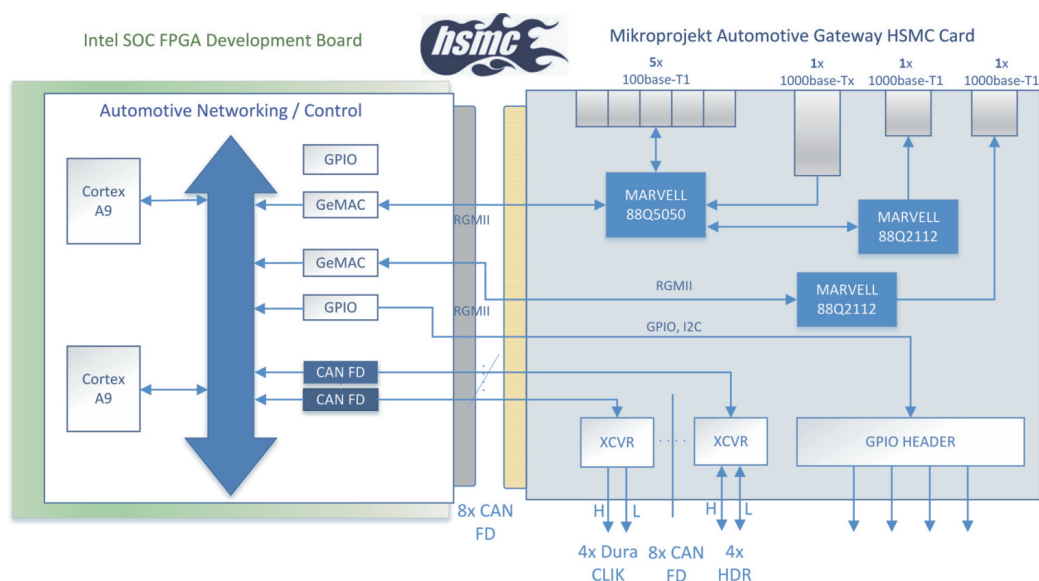 Intel SOC FPGA Development Board
hsmc
Mikroprojekt Automotive Gateway HSMC Card
5x
100base-T1
1x
1000base-Tx
1x
1000base-T1
1x
1000base-T1
Automotive Networking / Control
Cortex
A9
GPIO
GeMAC
GeMAC
GPIO
Cortex
A9
CAN FD
CAN FD
RGMII
RGMII
MARVELL
88Q5050
MARVELL
88Q2112
RGMII
MARVELL
88Q2112
GPIO, I2C
XCVR
XCVR
GPIO HEADER
H
L
H
L
8x CAN
FD
4x Dura
CLIK
8x CAN
FD
4x
HDR